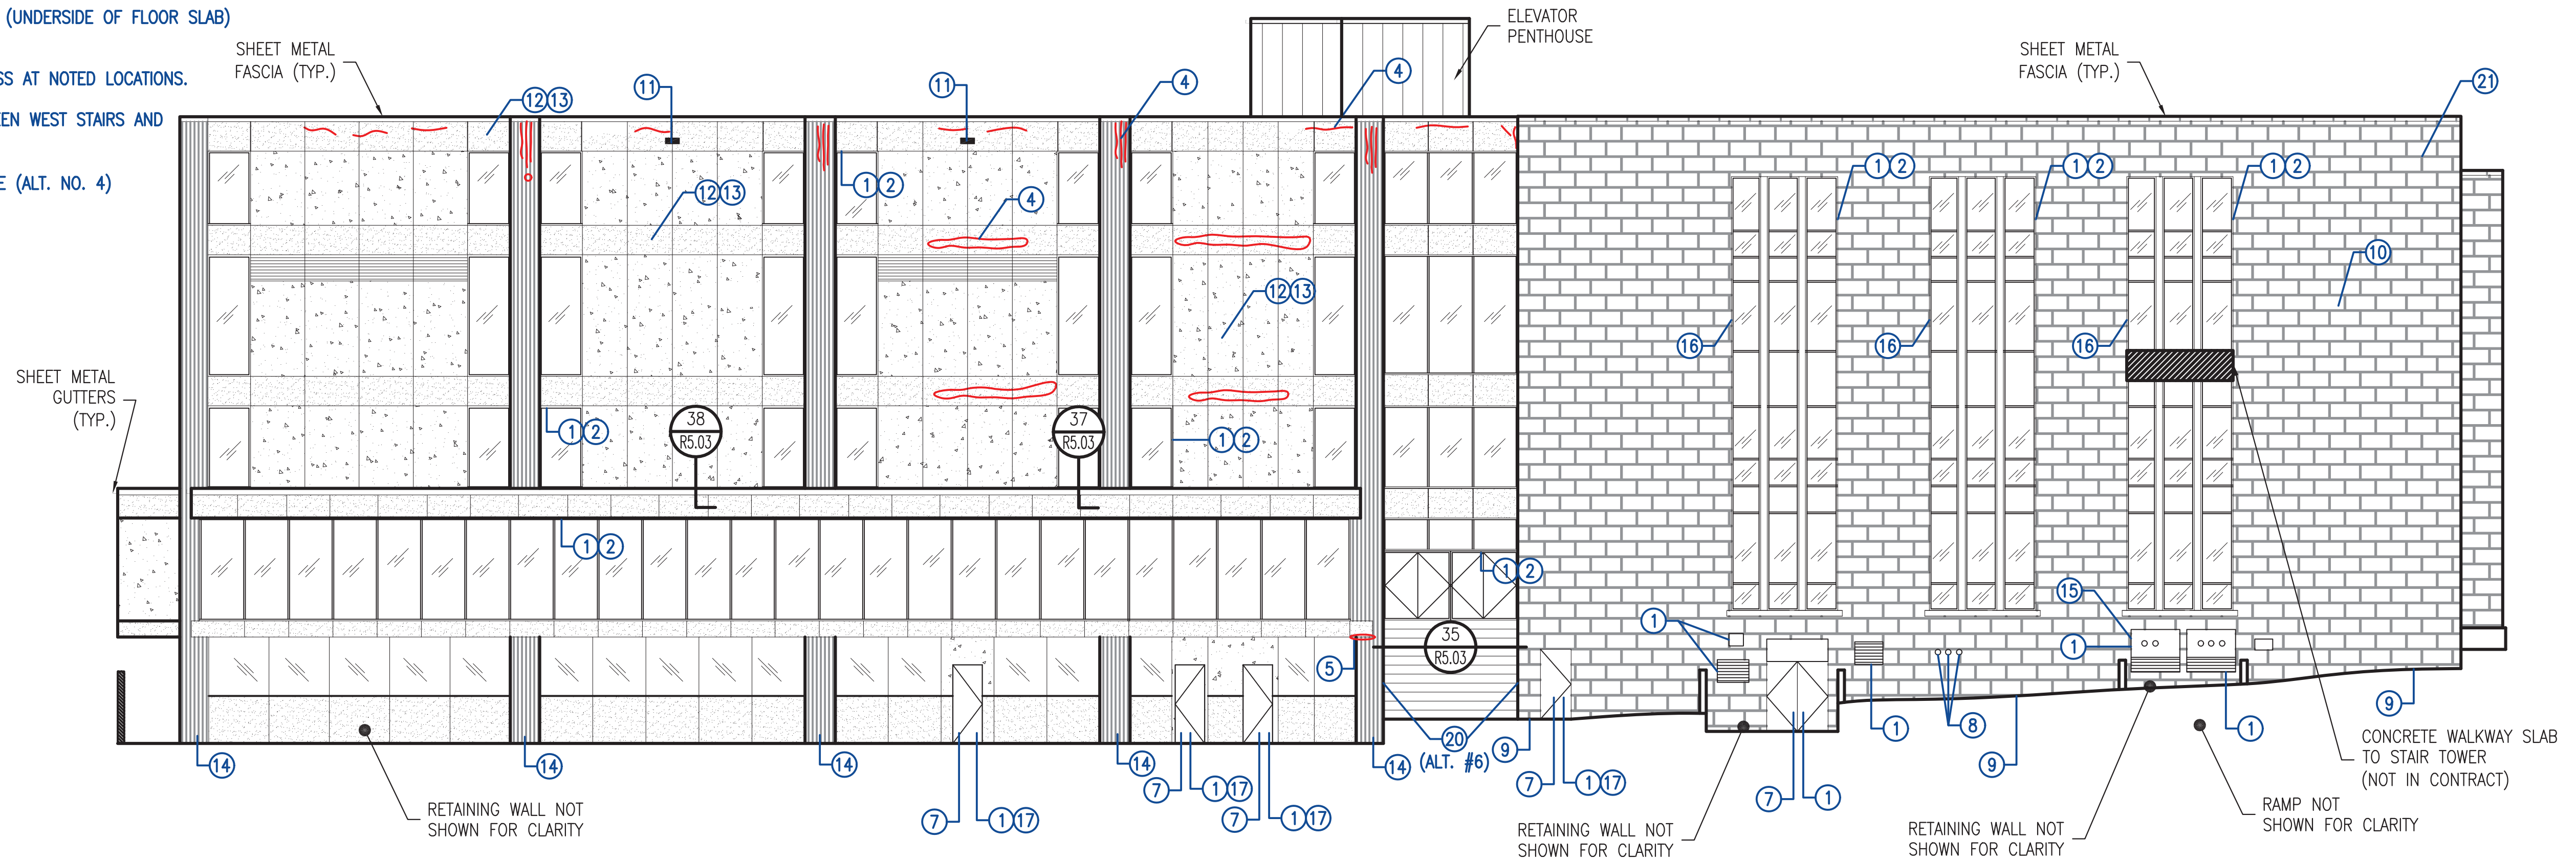 (UNDERSIDE OF FLOOR SLAB)
SS AT NOTED LOCATIONS.
EEN WEST STAIRS AND
E (ALT. NO. 4)
SHEET METAL
FASCIA (TYP.)
ELEVATOR
PENTHOUSE
SHEET METAL
FASCIA (TYP.)
12 13
11
11
4
4
21
1 2
12 13
4
1 2
1 2
1 2
10
12 13
16
16
16
SHEET METAL
GUTTERS
(TYP.)
38
R5.03
37
R5.03
1 2
1 2
1 2
1 2
15
1
1
35
R5.03
5
14
14
14
14
14
20
(ALT. #6)
9
1
8
1
9
9
7
1 17
7
1 17
7
1 17
7
1 17
7
1
CONCRETE WALKWAY SLAB
TO STAIR TOWER
(NOT IN CONTRACT)
RAMP NOT
SHOWN FOR CLARITY
RETAINING WALL NOT
SHOWN FOR CLARITY
RETAINING WALL NOT
SHOWN FOR CLARITY
RETAINING WALL NOT
SHOWN FOR CLARITY